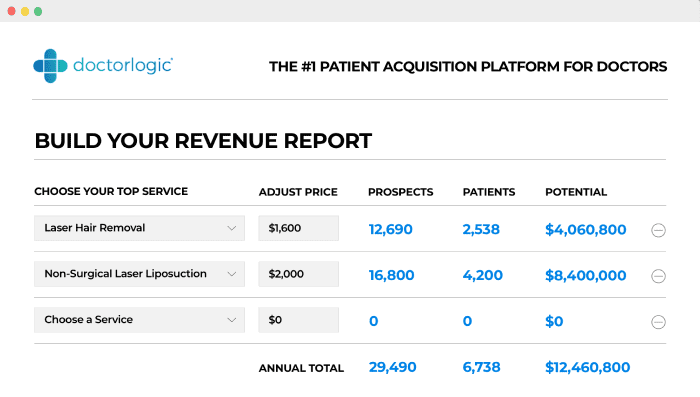 doctorlogic
THE #1 PATIENT ACQUISITION PLATFORM FOR DOCTORS
BUILD YOUR REVENUE REPORT
CHOOSE YOUR TOP SERVICE ADJUST PRICE PROSPECTS PATIENTS POTENTIAL
Laser Hair Removal $1,600 12,690 2,538 $4,060,800
Non-Surgical Laser Liposuction $2,000 16,800 4,200 $8,400,000
Choose a Service $0 0 0 $0
ANNUAL TOTAL 29,490 6,738 $12,460,800